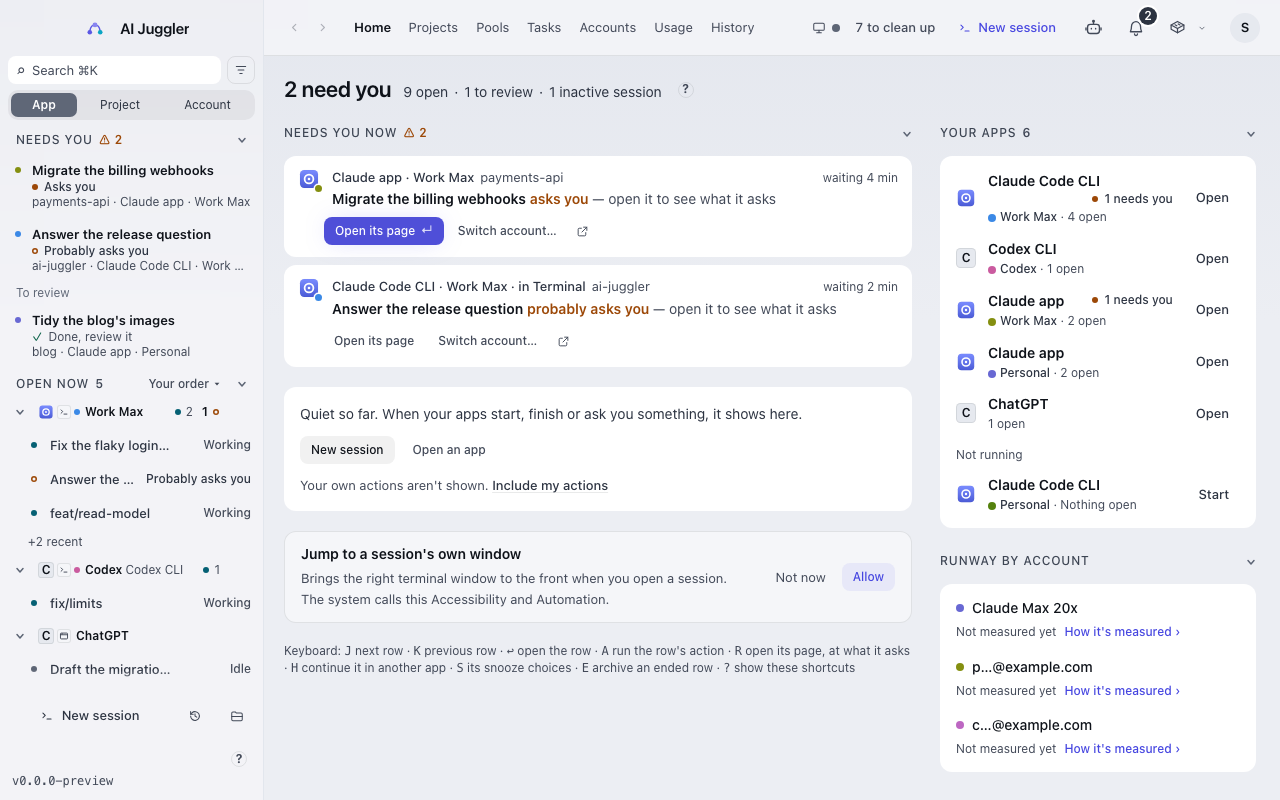 AI Juggler
Search ⌘K
App Project Account
NEEDS YOU 2
Migrate the billing webhooks
Asks you
payments-api · Claude app · Work Max
Answer the release question
Probably asks you
ai-juggler · Claude Code CLI · Work ...
To review
Tidy the blog's images
Done, review it
blog · Claude app · Personal
OPEN NOW 5 Your order
Work Max 2 1
Fix the flaky login... Working
Answer the ... Probably asks you
feat/read-model Working
+2 recent
C Codex Codex CLI 1
fix/limits Working
C ChatGPT
Draft the migratio... Idle
New session
?
v0.0.0-preview
Home Projects Pools Tasks Accounts Usage History
7 to clean up New session 2 S
2 need you 9 open · 1 to review · 1 inactive session ?
NEEDS YOU NOW 2
Claude app · Work Max payments-api waiting 4 min
Migrate the billing webhooks asks you — open it to see what it asks
Open its page ↵ Switch account...
Claude Code CLI · Work Max · in Terminal ai-juggler waiting 2 min
Answer the release question probably asks you — open it to see what it asks
Open its page Switch account...
Quiet so far. When your apps start, finish or ask you something, it shows here.
New session Open an app
Your own actions aren't shown. Include my actions
Jump to a session's own window
Brings the right terminal window to the front when you open a session.
The system calls this Accessibility and Automation.
Not now Allow
Keyboard: J next row · K previous row · ↩ open the row · A run the row's action · R open its page, at what it asks
· H continue it in another app · S its snooze choices · E archive an ended row · ? show these shortcuts
YOUR APPS 6
Claude Code CLI
1 needs you
Work Max · 4 open
Open
C Codex CLI
Codex · 1 open
Open
Claude app 1 needs you
Work Max · 2 open
Open
Claude app
Personal · 2 open
Open
C ChatGPT
1 open
Open
Not running
Claude Code CLI
Personal · Nothing open
Start
RUNWAY BY ACCOUNT
Claude Max 20x
Not measured yet How it's measured ›
p...@example.com
Not measured yet How it's measured ›
c...@example.com
Not measured yet How it's measured ›